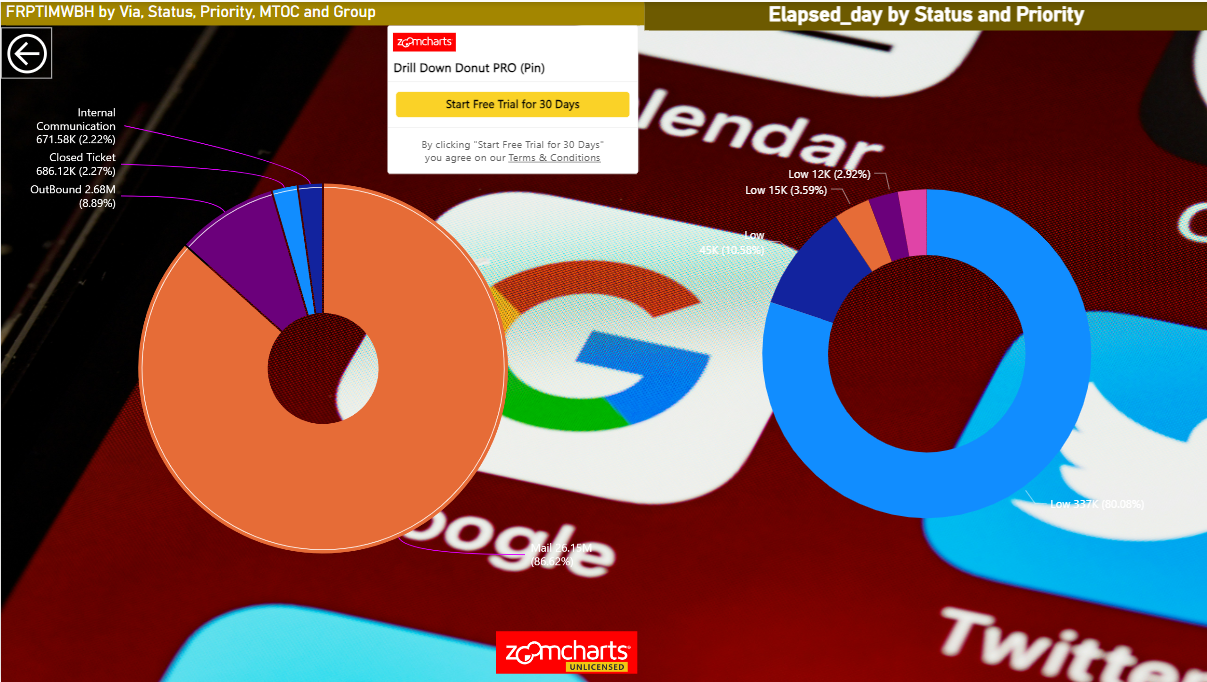 FRPTIMWBH by Via, Status, Priority, MTOC and Group
Elapsed_day by Status and Priority
zoomcharts
Drill Down Donut PRO (Pin)
Start Free Trial for 30 Days
By clicking "Start Free Trial for 30 Days"
you agree on our Terms & Conditions
lendar
Internal
Communication
671.58K (2.22%)
Closed Ticket
686.12K (2.27%)
OutBound 2.68M
(8.89%)
Low 12K (2.92%)
Low 15K (3.59%)
Low
45K (10.58%)
Low 337K (80.08%)
Mail 26.15M
(86.62%)
oogle
Twitte
zoomcharts
UNLICENSED